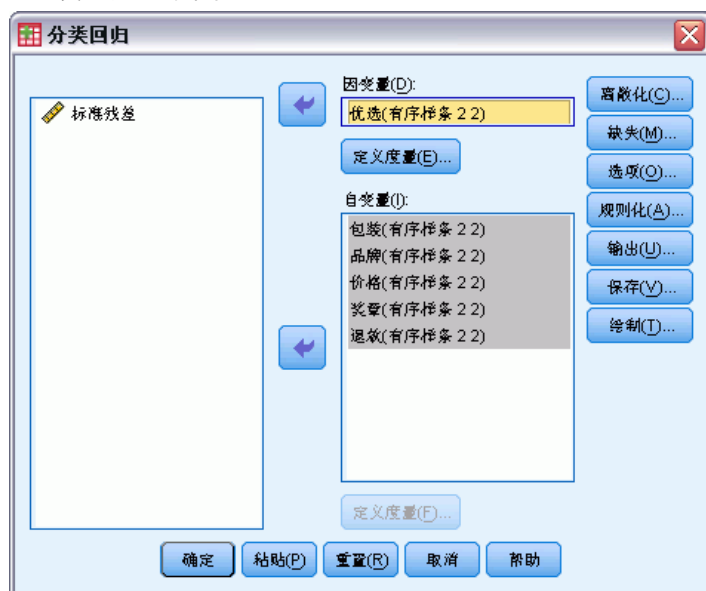 分类回归
标准残差
因变量(D):
优选(有序样条 2 2)
定义度量(E)...
自变量(I):
包装(有序样条 2 2)
品牌(有序样条 2 2)
价格(有序样条 2 2)
奖章(有序样条 2 2)
退款(有序样条 2 2)
定义度量(F)...
离散化(C)...
缺失(M)...
选项(O)...
规则化(A)...
输出(U)...
保存(V)...
绘制(T)...
确定
粘贴(P)
重置(R)
取消
帮助